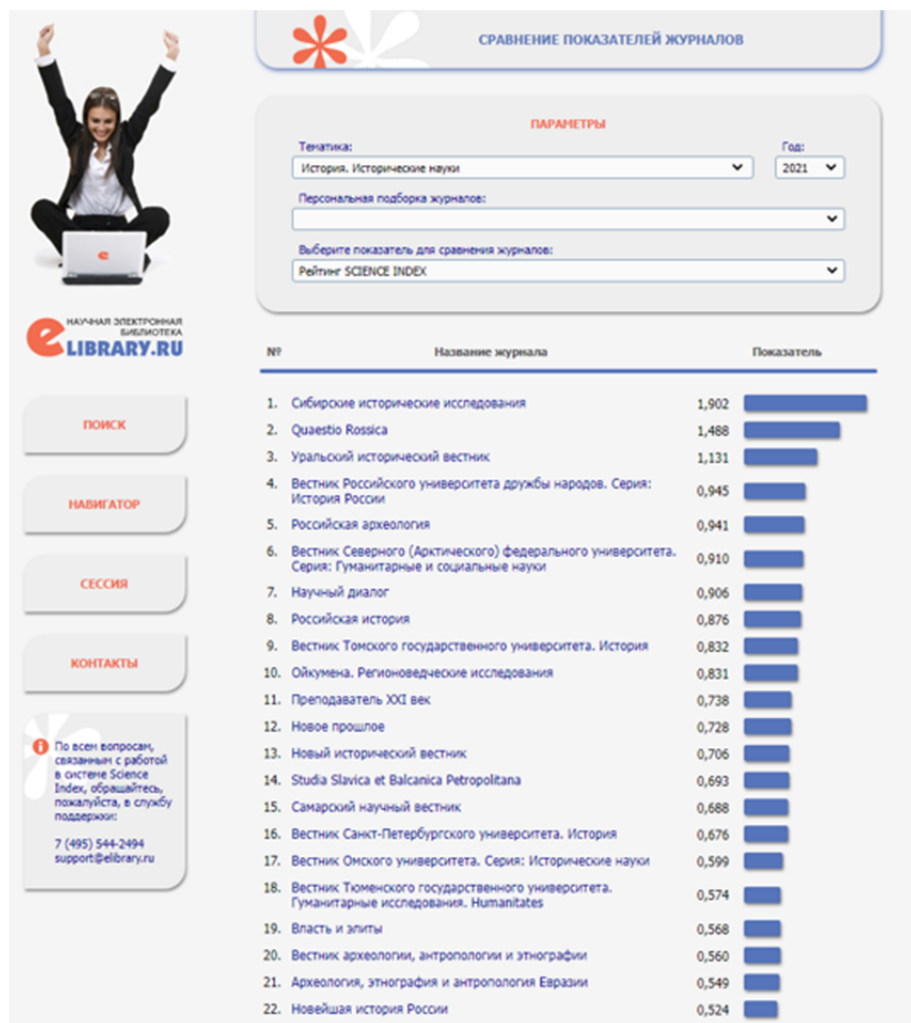 СРАВНЕНИЕ ПОКАЗАТЕЛЕЙ ЖУРНАЛОВ
ПАРАМЕТРЫ
Тематика:
Год:
История. Исторические науки
2021
Персональная подборка журналов:
Выберите показатель для сравнения журналов:
Рейтинг SCIENCE INDEX
НАУЧНАЯ ЭЛЕКТРОННАЯ
БИБЛИОТЕКА
eLIBRARY.RU
ПОИСК
НАВИГАТОР
СЕССИЯ
КОНТАКТЫ
По всем вопросам,
связанным с работой
в системе Science
Index, обращайтесь,
пожалуйста, в службу
поддержки:
7 (495) 544-2494
support@elibrary.ru
№ Название журнала Показатель
1. Сибирские исторические исследования 1,902
2. Quaestio Rossica 1,488
3. Уральский исторический вестник 1,131
4. Вестник Российского университета дружбы народов. Серия:
История России 0,945
5. Российская археология 0,941
6. Вестник Северного (Арктического) федерального университета.
Серия: Гуманитарные и социальные науки 0,910
7. Научный диалог 0,906
8. Российская история 0,876
9. Вестник Томского государственного университета. История 0,832
10. Ойкумена. Регионоведческие исследования 0,831
11. Преподаватель XXI век 0,738
12. Новое прошлое 0,728
13. Новый исторический вестник 0,706
14. Studia Slavica et Balcanica Petropolitana 0,693
15. Самарский научный вестник 0,688
16. Вестник Санкт-Петербургского университета. История 0,676
17. Вестник Омского университета. Серия: Исторические науки 0,599
18. Вестник Тюменского государственного университета.
Гуманитарные исследования. Humanitates 0,574
19. Власть и элиты 0,568
20. Вестник археологии, антропологии и этнографии 0,560
21. Археология, этнография и антропология Евразии 0,549
22. Новейшая история России 0,524